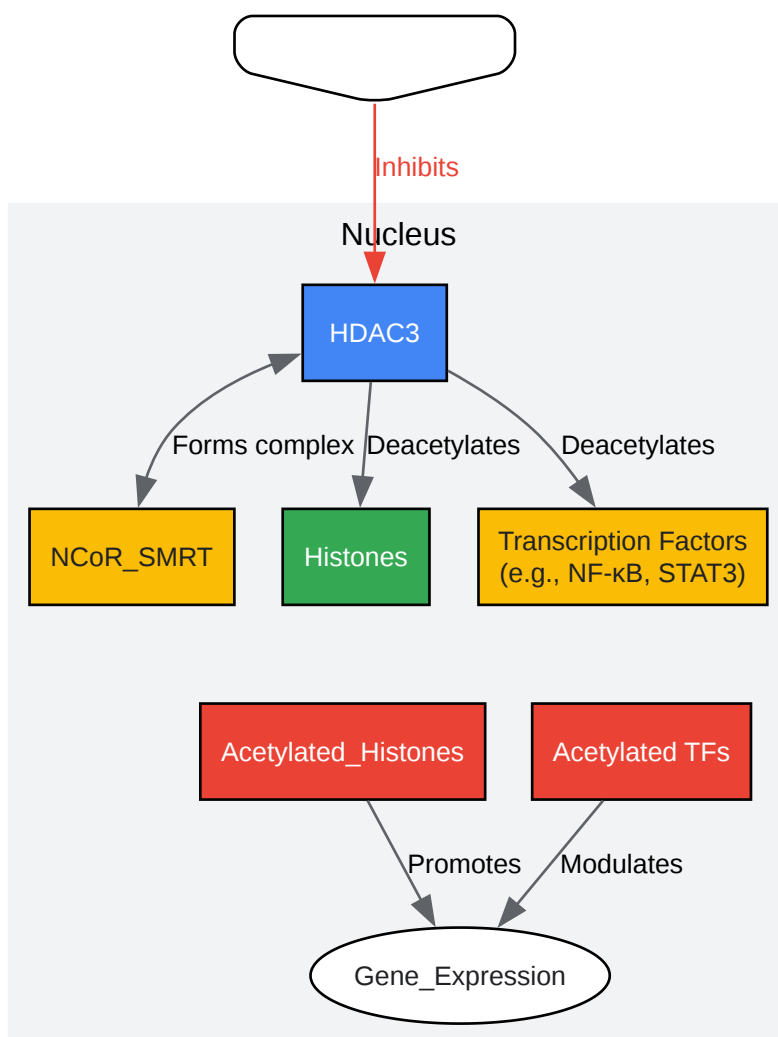 Inhibits
Nucleus
HDAC3
Forms complex
Deacetylates
Deacetylates
NCoR_SMRT
Histones
Transcription Factors
(e.g., NF-κB, STAT3)
Acetylated_Histones
Acetylated TFs
Promotes
Modulates
Gene_Expression